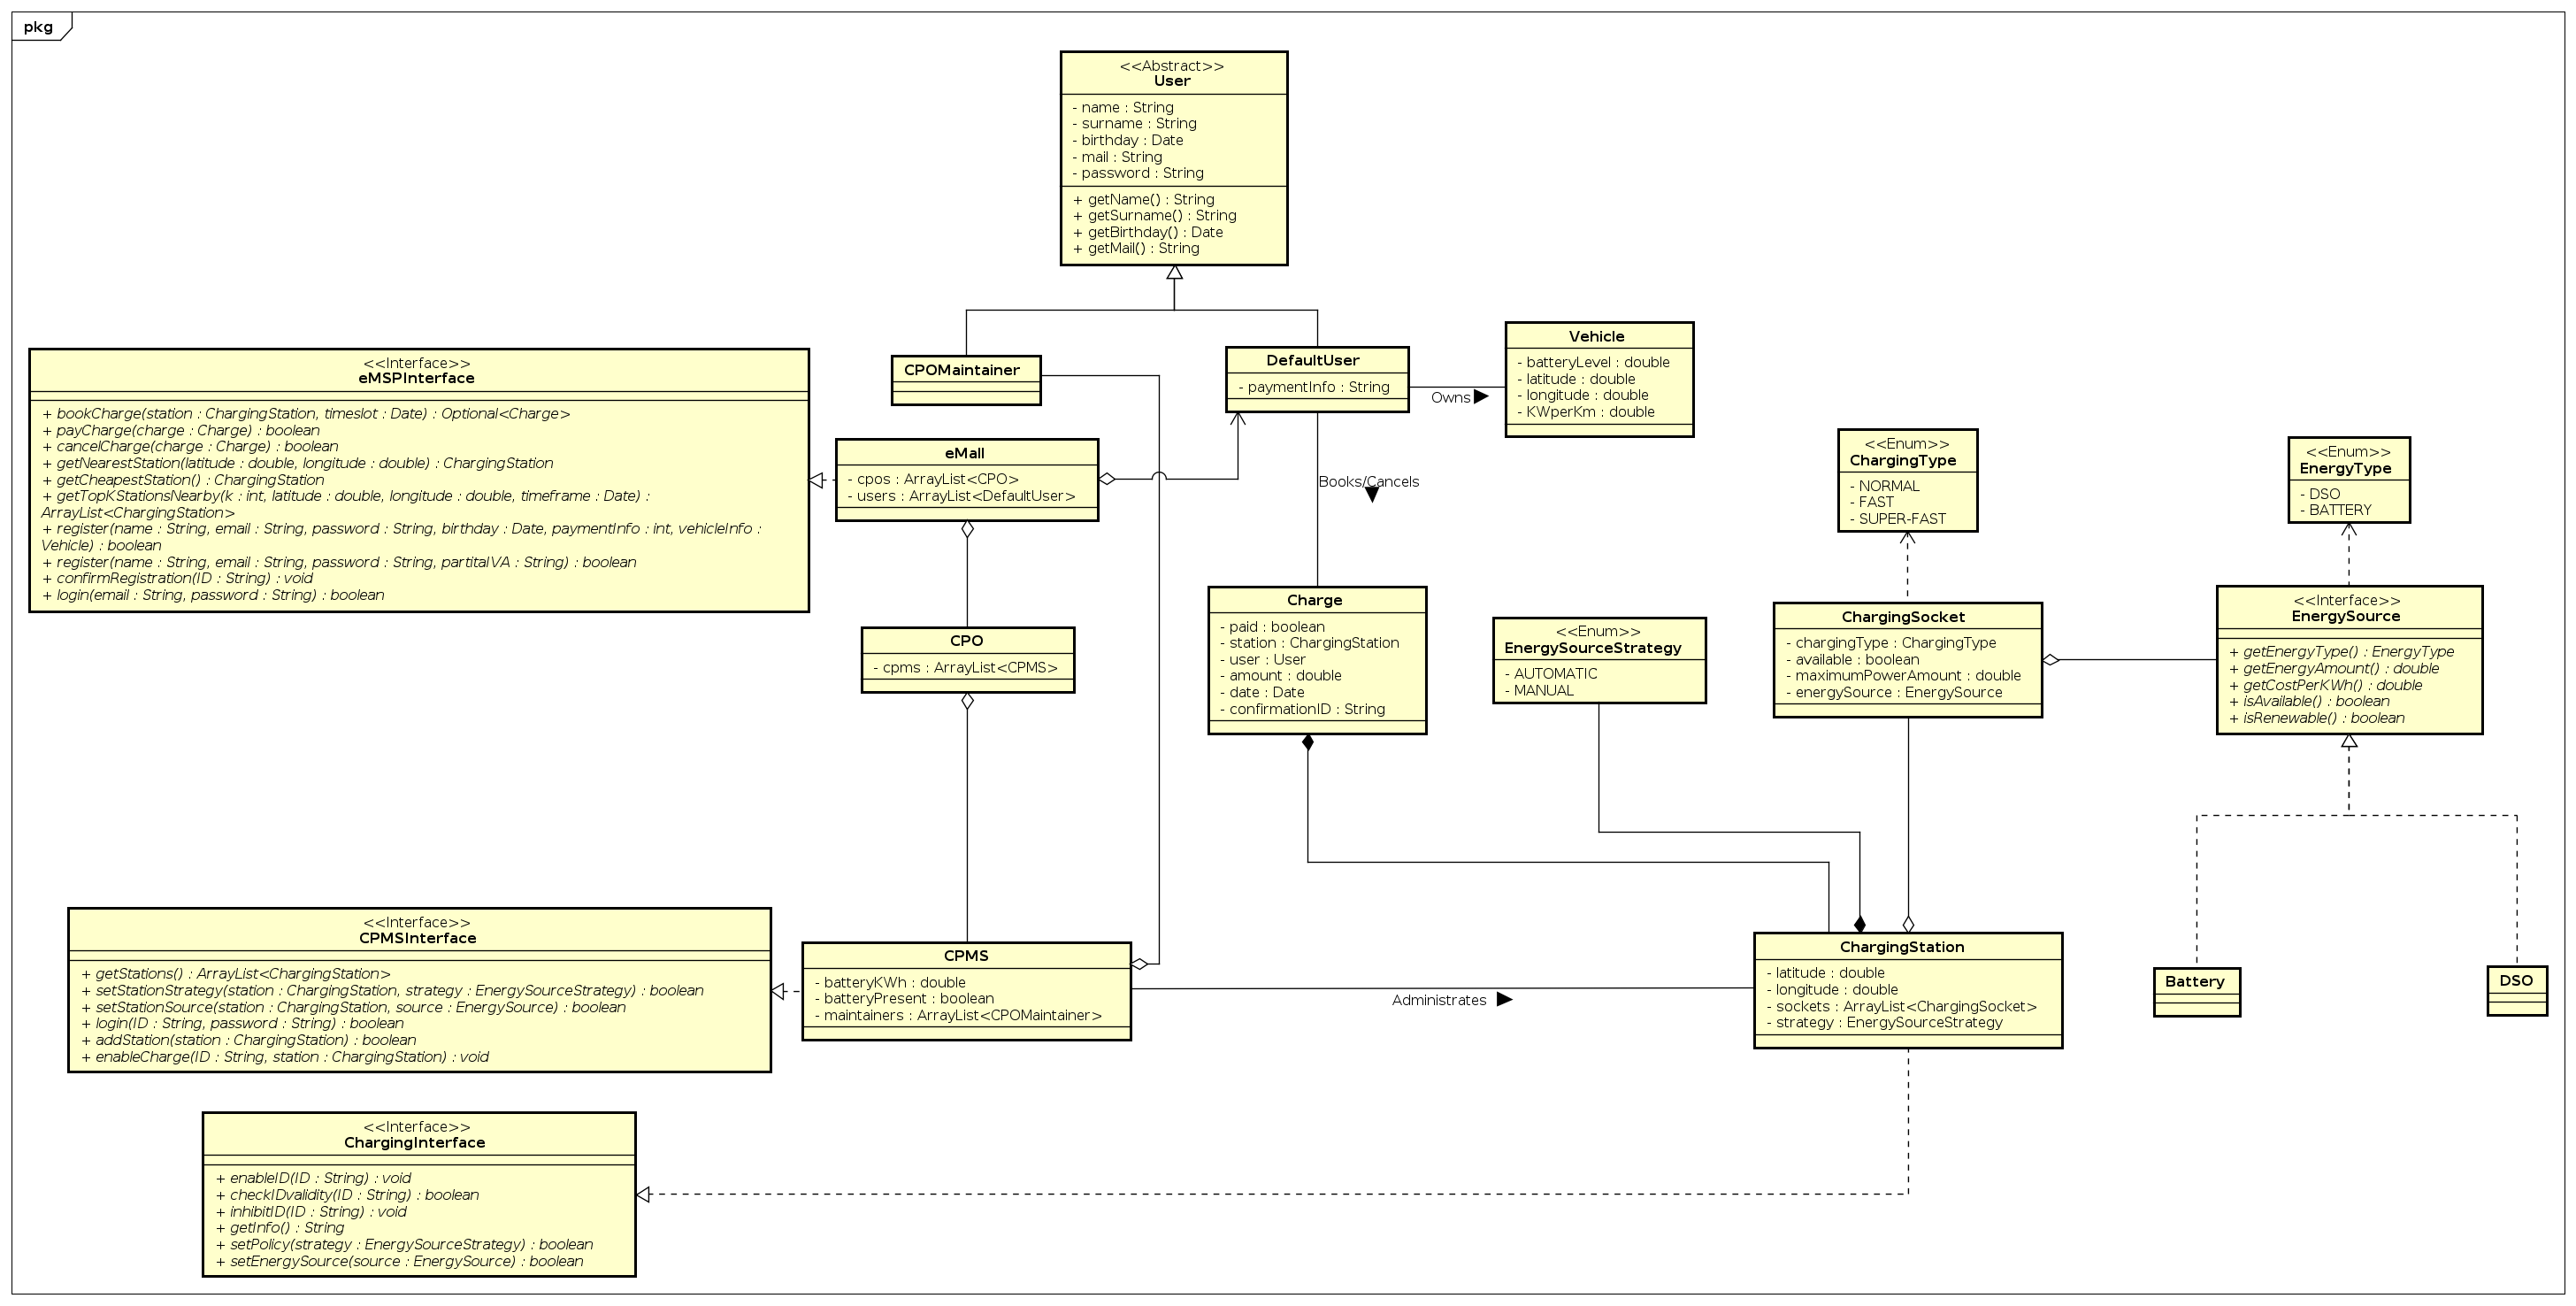 pkg
<<Abstract>>
User
- name : String
- surname : String
- birthday : Date
- mail : String
- password : String
+ getName() : String
+ getSurname() : String
+ getBirthday() : Date
+ getMail() : String
<<Interface>>
eMSPInterface
+ bookCharge(station : ChargingStation, timeslot : Date) : Optional<Charge>
+ payCharge(charge : Charge) : boolean
+ cancelCharge(charge : Charge) : boolean
+ getNearestStation(latitude : double, longitude : double) : ChargingStation
+ getCheapestStation() : ChargingStation
+ getTopKStationsNearby(k : int, latitude : double, longitude : double, timeframe : Date) :
ArrayList<ChargingStation>
+ register(name : String, email : String, password : String, birthday : Date, paymentInfo : int, vehicleInfo :
Vehicle) : boolean
+ register(name : String, email : String, password : String, partitaIVA : String) : boolean
+ confirmRegistration(ID : String) : void
+ login(email : String, password : String) : boolean
CPOMaintainer
DefaultUser
- paymentInfo : String
Owns
Vehicle
- batteryLevel : double
- latitude : double
- longitude : double
- KWperKm : double
eMall
- cpos : ArrayList<CPO>
- users : ArrayList<DefaultUser>
Books/Cancels
<<Enum>>
ChargingType
- NORMAL
- FAST
- SUPER-FAST
<<Enum>>
EnergyType
- DSO
- BATTERY
CPO
- cpms : ArrayList<CPMS>
Charge
- paid : boolean
- station : ChargingStation
- user : User
- amount : double
- date : Date
- confirmationID : String
<<Enum>>
EnergySourceStrategy
- AUTOMATIC
- MANUAL
ChargingSocket
- chargingType : ChargingType
- available : boolean
- maximumPowerAmount : double
- energySource : EnergySource
<<Interface>>
EnergySource
+ getEnergyType() : EnergyType
+ getEnergyAmount() : double
+ getCostPerKWh() : double
+ isAvailable() : boolean
+ isRenewable() : boolean
<<Interface>>
CPMSInterface
+ getStations() : ArrayList<ChargingStation>
+ setStationStrategy(station : ChargingStation, strategy : EnergySourceStrategy) : boolean
+ setStationSource(station : ChargingStation, source : EnergySource) : boolean
+ login(ID : String, password : String) : boolean
+ addStation(station : ChargingStation) : boolean
+ enableCharge(ID : String, station : ChargingStation) : void
CPMS
- batteryKWh : double
- batteryPresent : boolean
- maintainers : ArrayList<CPOMaintainer>
Administrates
ChargingStation
- latitude : double
- longitude : double
- sockets : ArrayList<ChargingSocket>
- strategy : EnergySourceStrategy
Battery
DSO
<<Interface>>
ChargingInterface
+ enableID(ID : String) : void
+ checkIDvalidity(ID : String) : boolean
+ inhibitID(ID : String) : void
+ getInfo() : String
+ setPolicy(strategy : EnergySourceStrategy) : boolean
+ setEnergySource(source : EnergySource) : boolean